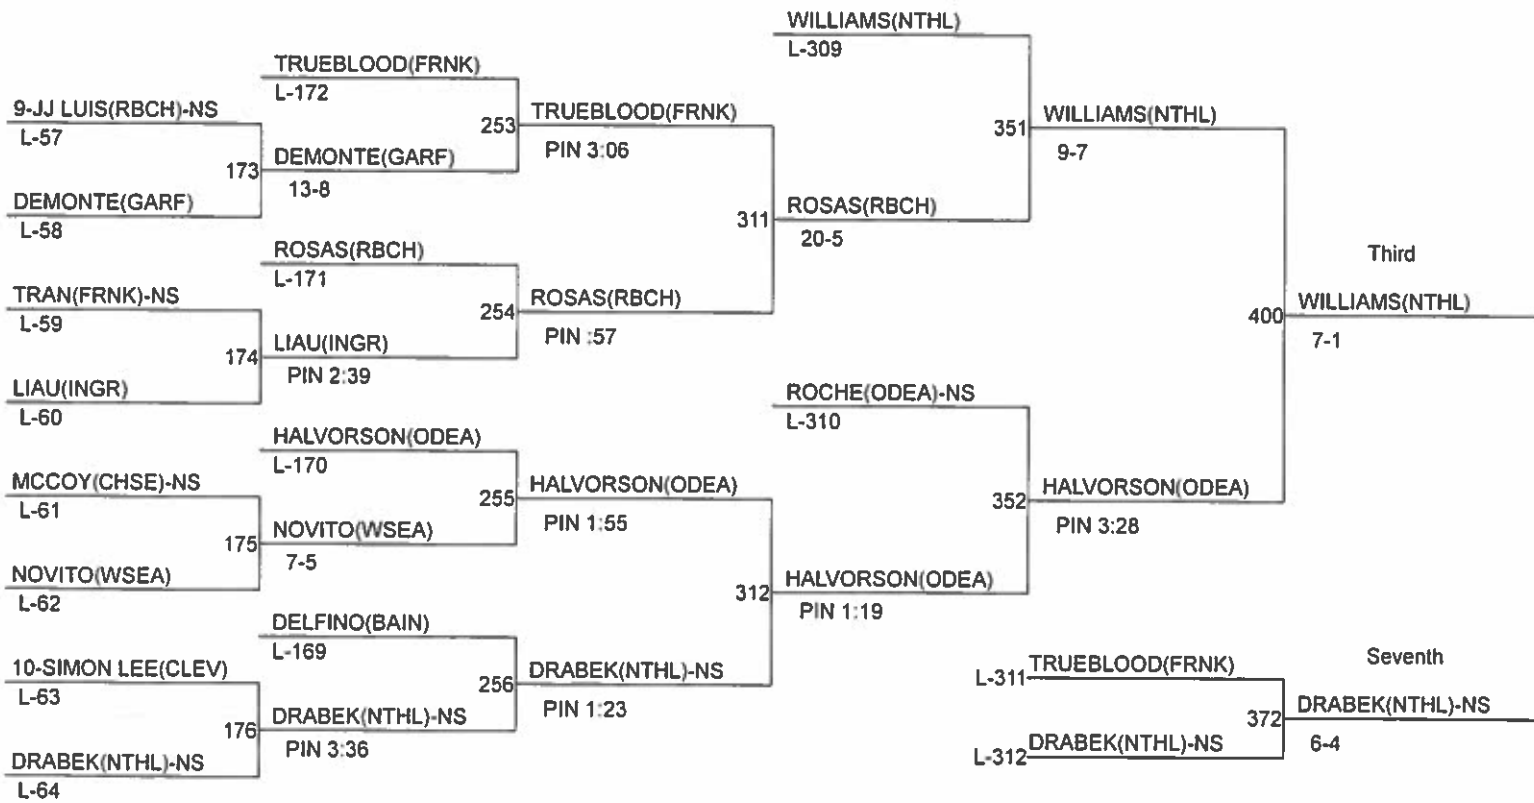 WILLIAMS(NTHL)
L-309
TRUEBLOOD(FRNK)
L-172
9-JJ LUIS(RBCH)-NS
L-57
253
TRUEBLOOD(FRNK)
PIN 3:06
351
WILLIAMS(NTHL)
9-7
173
DEMONTE(GARF)
13-8
DEMONTE(GARF)
L-58
311
ROSAS(RBCH)
20-5
ROSAS(RBCH)
L-171
Third
TRAN(FRNK)-NS
L-59
254
ROSAS(RBCH)
PIN :57
400
WILLIAMS(NTHL)
7-1
174
LIAU(INGR)
PIN 2:39
LIAU(INGR)
L-60
ROCHE(ODEA)-NS
L-310
HALVORSON(ODEA)
L-170
MCCOY(CHSE)-NS
L-61
255
HALVORSON(ODEA)
PIN 1:55
352
HALVORSON(ODEA)
PIN 3:28
175
NOVITO(WSEA)
7-5
NOVITO(WSEA)
L-62
312
HALVORSON(ODEA)
PIN 1:19
DELFINO(BAIN)
L-169
10-SIMON LEE(CLEV)
L-63
256
DRABEK(NTHL)-NS
PIN 1:23
L-311
TRUEBLOOD(FRNK)
Seventh
176
DRABEK(NTHL)-NS
PIN 3:36
372
DRABEK(NTHL)-NS
6-4
L-312
DRABEK(NTHL)-NS
DRABEK(NTHL)-NS
L-64